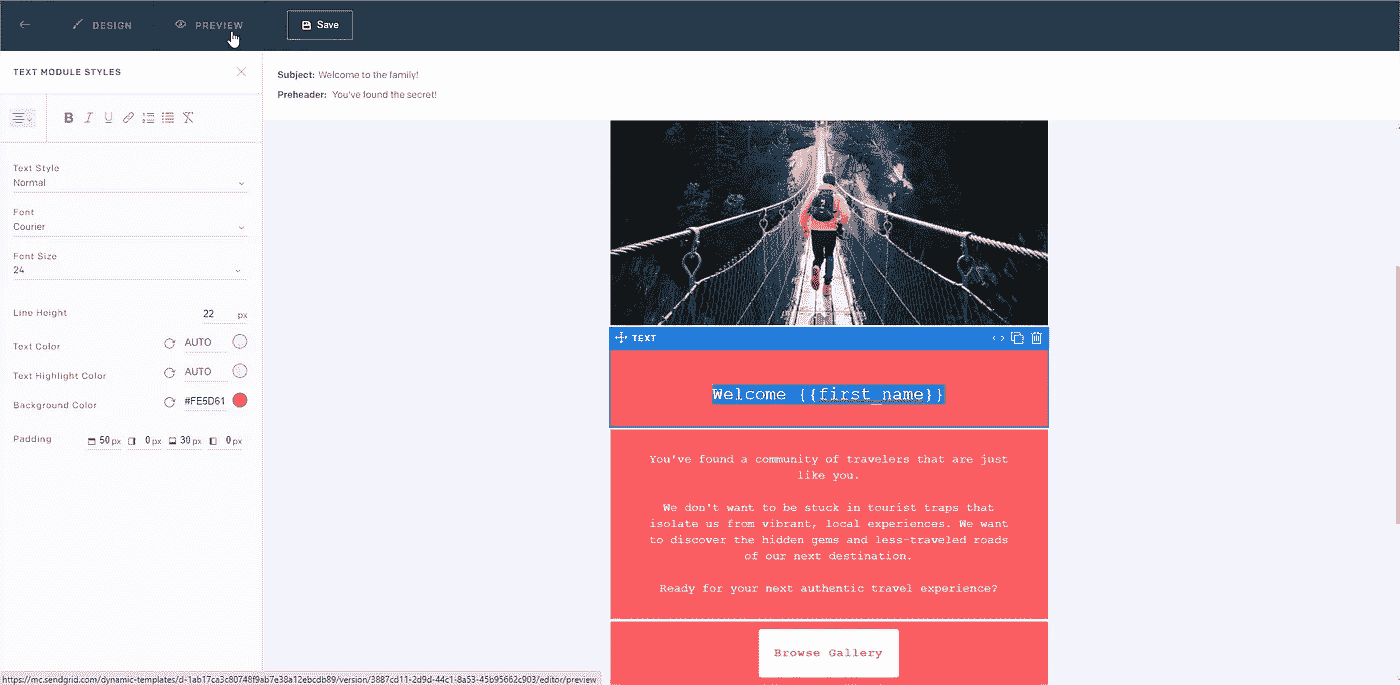 DESIGN
PREVIEW
Save
TEXT MODULE STYLES
Subject: Welcome to the family!
Preheader: You've found the secret!
B I U
Text Style
Normal
Font
Courier
Font Size
24
Line Height 22 px
Text Color AUTO
Text Highlight Color AUTO
Background Color #FE5D61
Padding 50 px 0 px 30 px 0 px
TEXT
Welcome {{first_name}}
You've found a community of travelers that are just
like you.
We don't want to be stuck in tourist traps that
isolate us from vibrant, local experiences. We want
to discover the hidden gems and less-traveled roads
of our next destination.
Ready for your next authentic travel experience?
Browse Gallery
https://mc.sendgrid.com/dynamic-templates/d-1ab17ca3c80748f9ab7e38a12ebcdb89/version/3887cd11-2d9d-44c1-8a53-45b95662c903/editor/preview